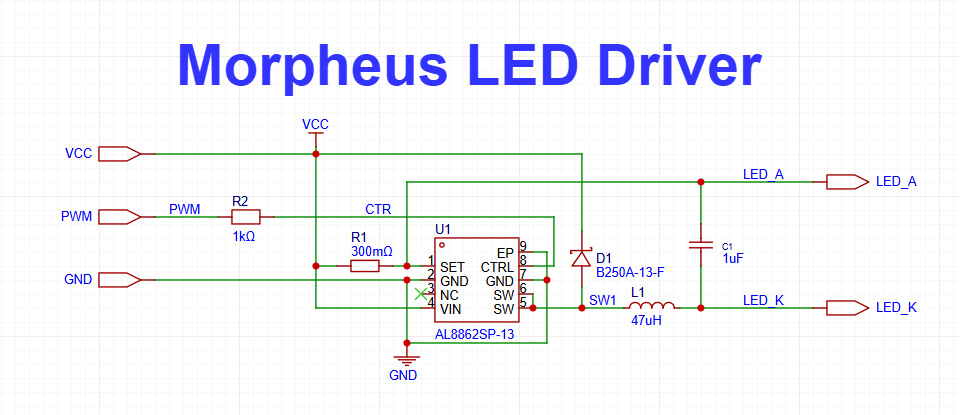 Morpheus LED Driver
VCC
VCC
LED_A
LED_A
PWM
PWM
R2
CTR
1kΩ
U1
R1
300mΩ
C1
1uF
GND
1
SET
2
GND
3
NC
4
VIN
EP
9
CTRL
8
GND
7
SW
6
SW
5
D1
B250A-13-F
SW1
L1
47uH
LED_K
LED_K
AL8862SP-13
GND